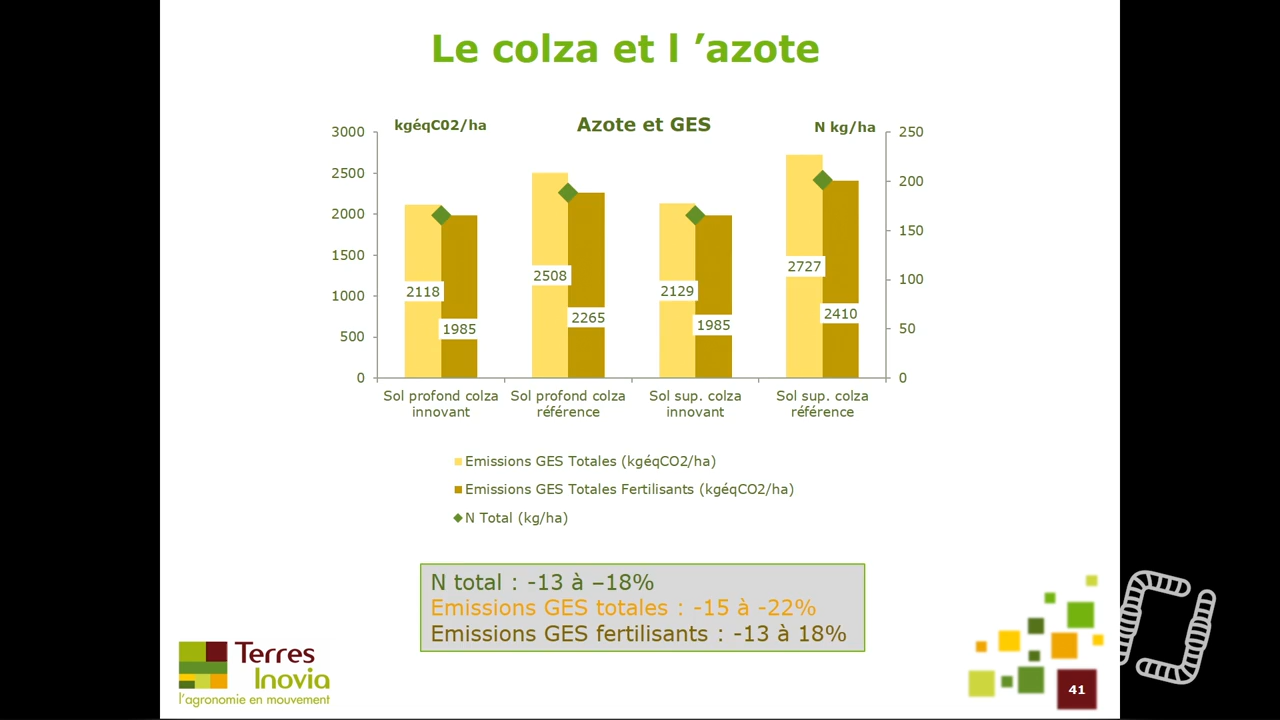 Le colza et l ’azote
kgéqC02/ha
Azote et GES
N kg/ha
3000
2500
2000
1500
1000
500
0
250
200
150
100
50
0
2118
1985
2508
2265
2129
1985
2727
2410
Sol profond colza
innovant
Sol profond colza
référence
Sol sup. colza
innovant
Sol sup. colza
référence
Emissions GES Totales (kgéqCO2/ha)
Emissions GES Totales Fertilisants (kgéqCO2/ha)
N Total (kg/ha)
N total : -13 à –18%
Emissions GES totales : -15 à -22%
Emissions GES fertilisants : -13 à 18%
Terres
Inovia
l’agronomie en mouvement
41